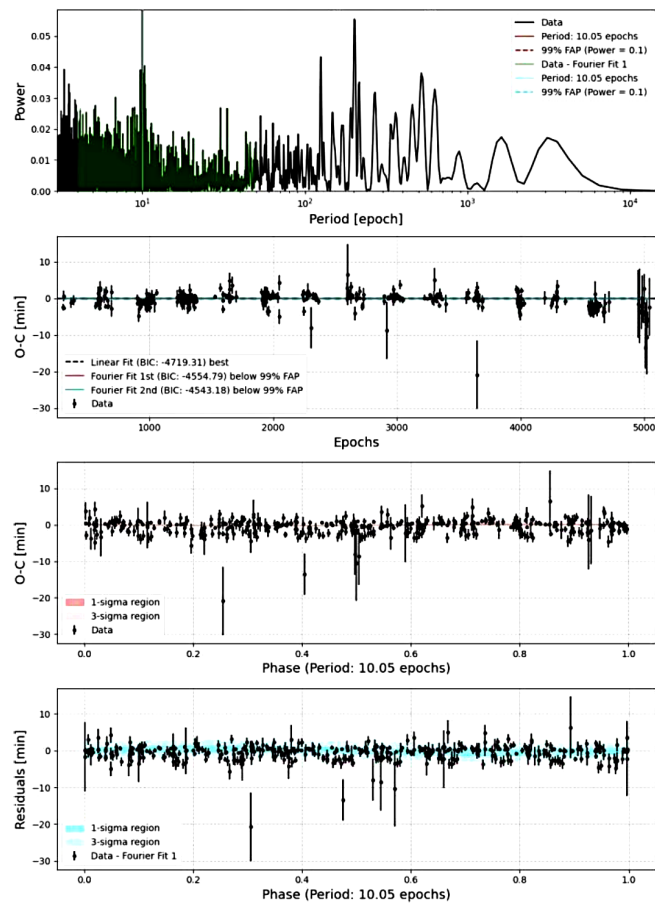 0.05
0.04
0.03
0.02
0.01
0.00
Power
Data
Period: 10.05 epochs
99% FAP (Power = 0.1)
Data - Fourier Fit 1
Period: 10.05 epochs
99% FAP (Power = 0.1)
10¹ 10² 10³ 10⁴
Period [epoch]
10
0
−10
−20
−30
O-C [min]
Linear Fit (BIC: -4719.31) best
Fourier Fit 1st (BIC: -4554.79) below 99% FAP
Fourier Fit 2nd (BIC: -4543.18) below 99% FAP
Data
1000 2000 3000 4000 5000
Epochs
10
0
−10
−20
−30
O-C [min]
1-sigma region
3-sigma region
Data
0.0 0.2 0.4 0.6 0.8 1.0
Phase (Period: 10.05 epochs)
10
0
−10
−20
−30
Residuals [min]
1-sigma region
3-sigma region
Data - Fourier Fit 1
0.0 0.2 0.4 0.6 0.8 1.0
Phase (Period: 10.05 epochs)